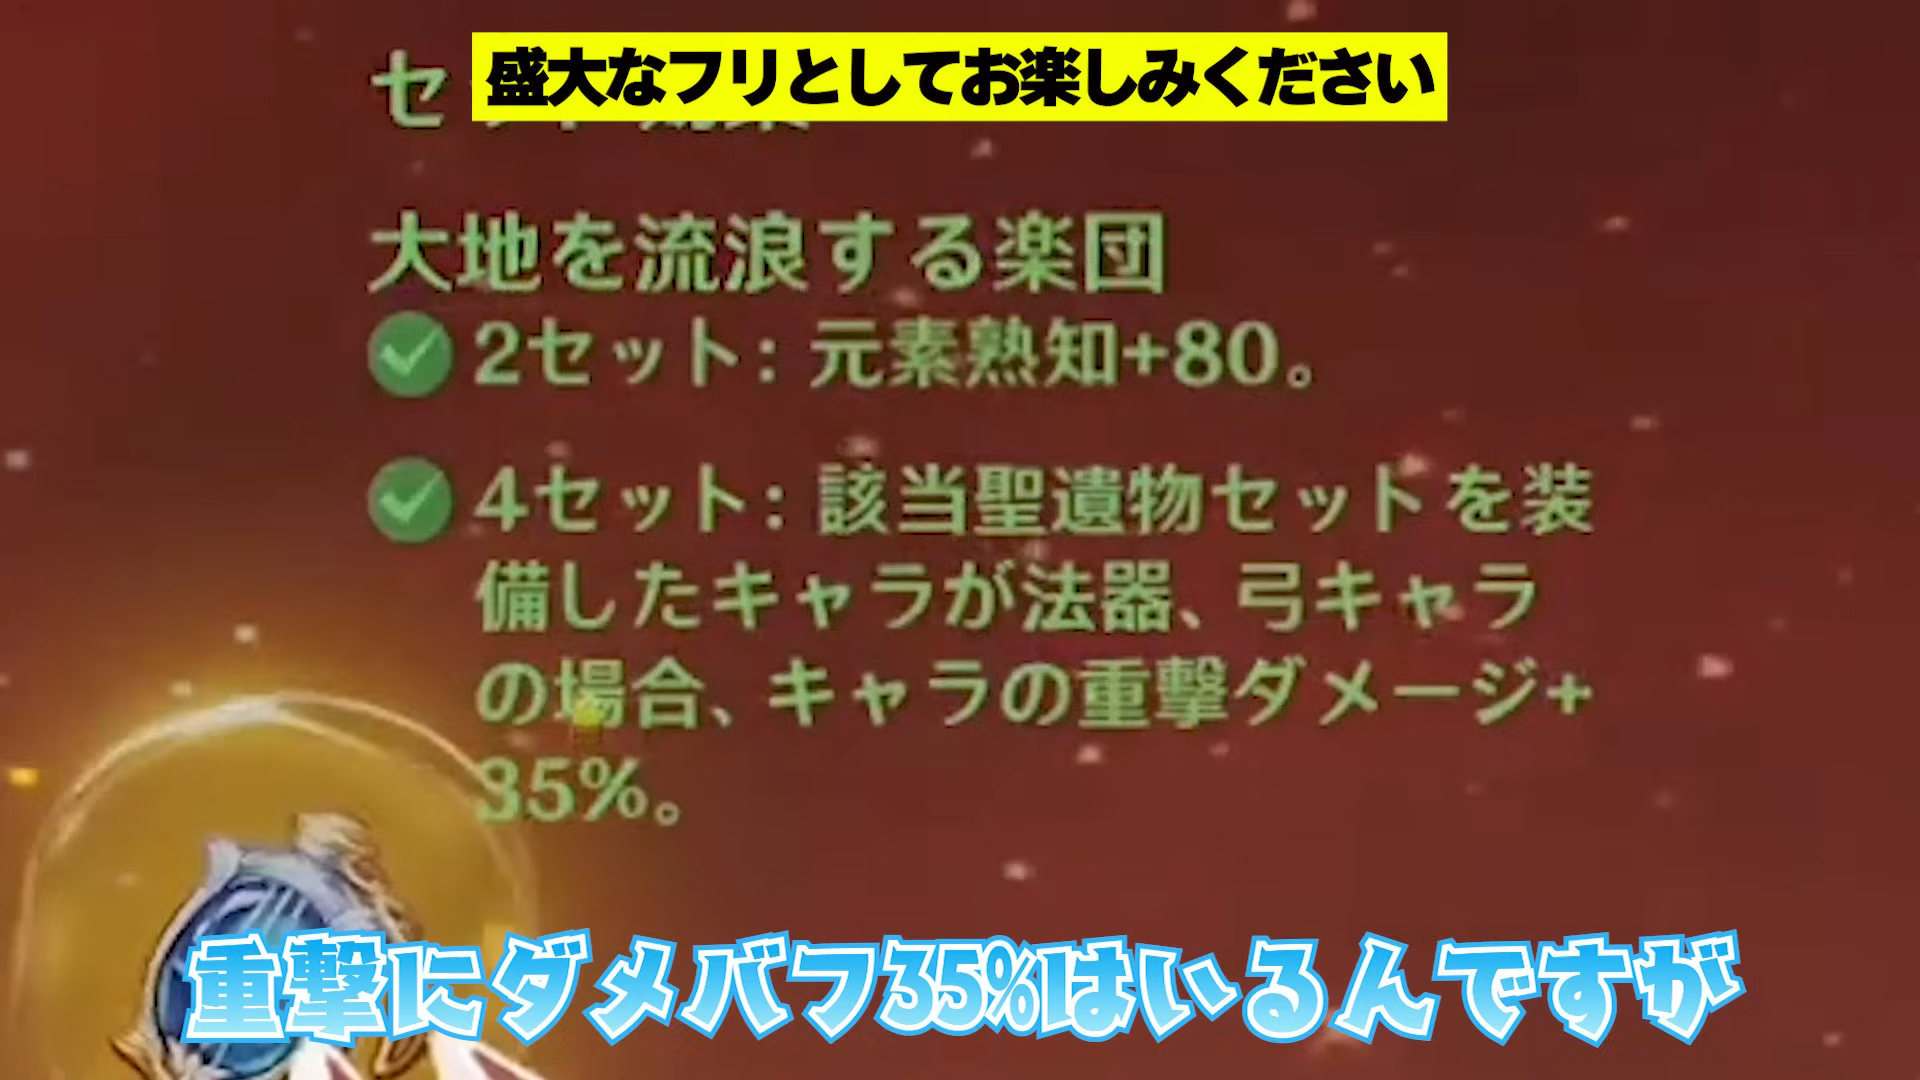 盛大なフリとしてお楽しみください
セット効果
大地を流浪する楽団
2セット: 元素熟知+80。
4セット: 該当聖遺物セットを装
備したキャラが法器、弓キャラ
の場合、キャラの重撃ダメージ+
35%。
重撃にダメバフ35%はいるんですが